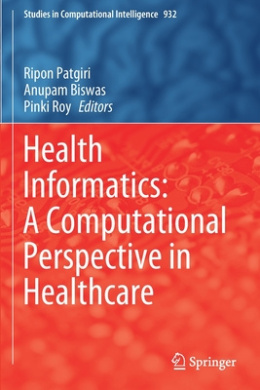 Studies in Computational Intelligence 932
Ripon Patgiri
Anupam Biswas
Pinki Roy Editors
Health
Informatics:
A Computational
Perspective in
Healthcare
Springer